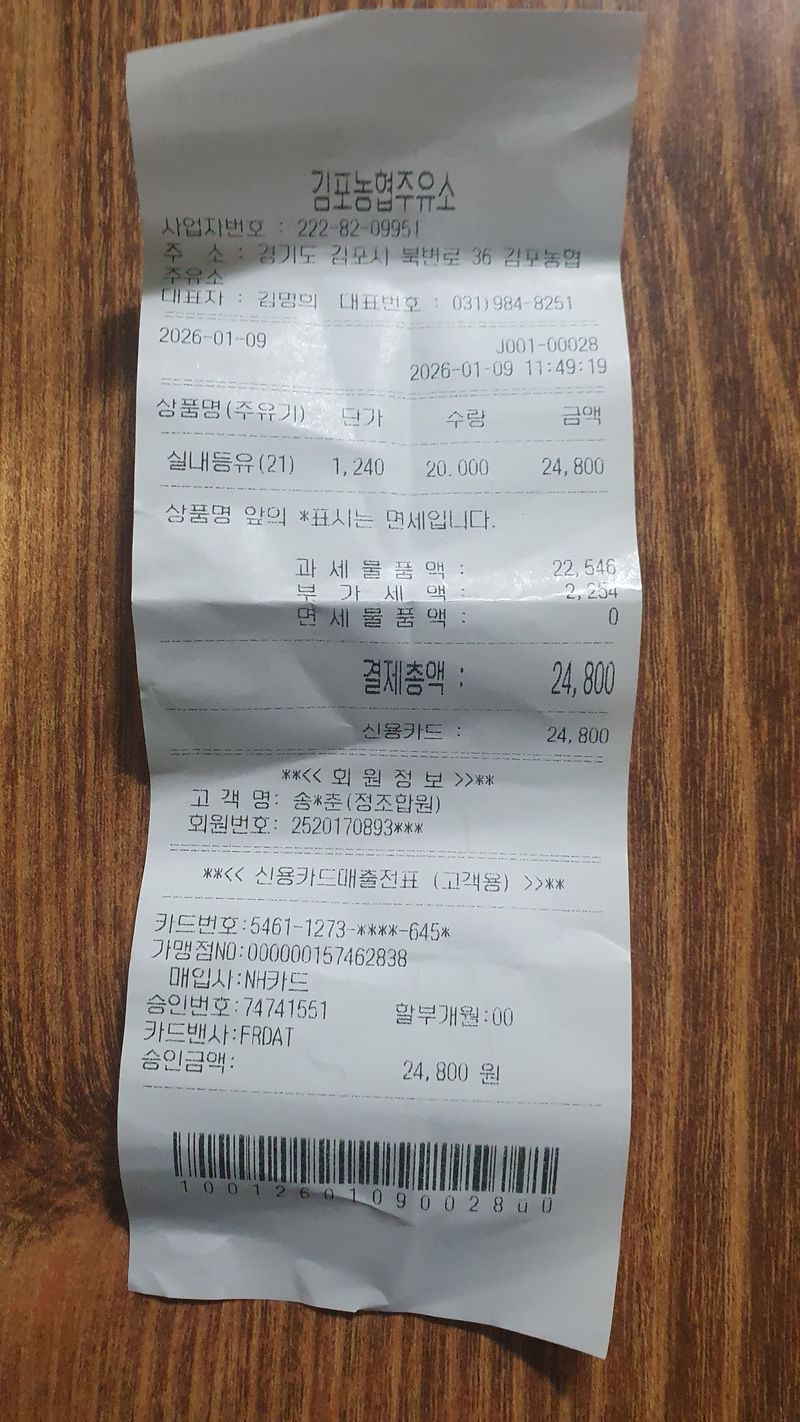 김포농협주유소
사업자번호 : 222-82-09951
주 소 : 경기도 김포시 북변로 36 김포농협
주유소
대표자 : 김명의 대표번호 : 031)984-8251
2026-01-09 J001-00028
2026-01-09 11:49:19
상품명(주유기) 단가 수량 금액
실내등유(21) 1,240 20.000 24,800
상품명 앞의 *표시는 면세입니다.
과 세 물 품 액 : 22,546
부 가 세 액 : 2,254
면 세 물 품 액 : 0
결제총액 : 24,800
신용카드 : 24,800
**<< 회 원 정 보 >>**
고 객 명: 송*춘(정조합원)
회원번호: 2520170893***
**<< 신용카드매출전표 (고객용) >>**
카드번호:5461-1273-****-645*
가맹점NO:000000157462838
매입사:NH카드
승인번호:74741551 할부개월:00
카드밴사:FRDAT
승인금액: 24,800 원
1001260109002800